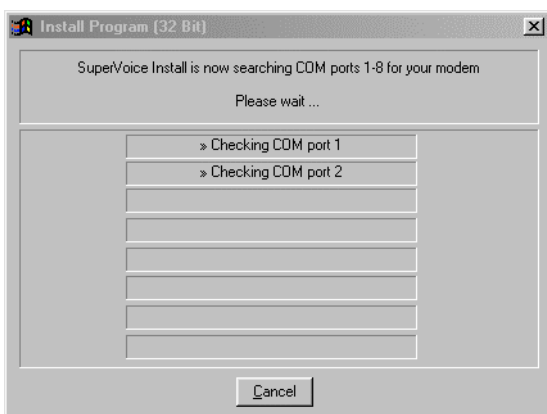 Install Program (32 Bit)
SuperVoice Install is now searching COM ports 1-8 for your modem
Please wait ...
» Checking COM port 1
» Checking COM port 2
Cancel